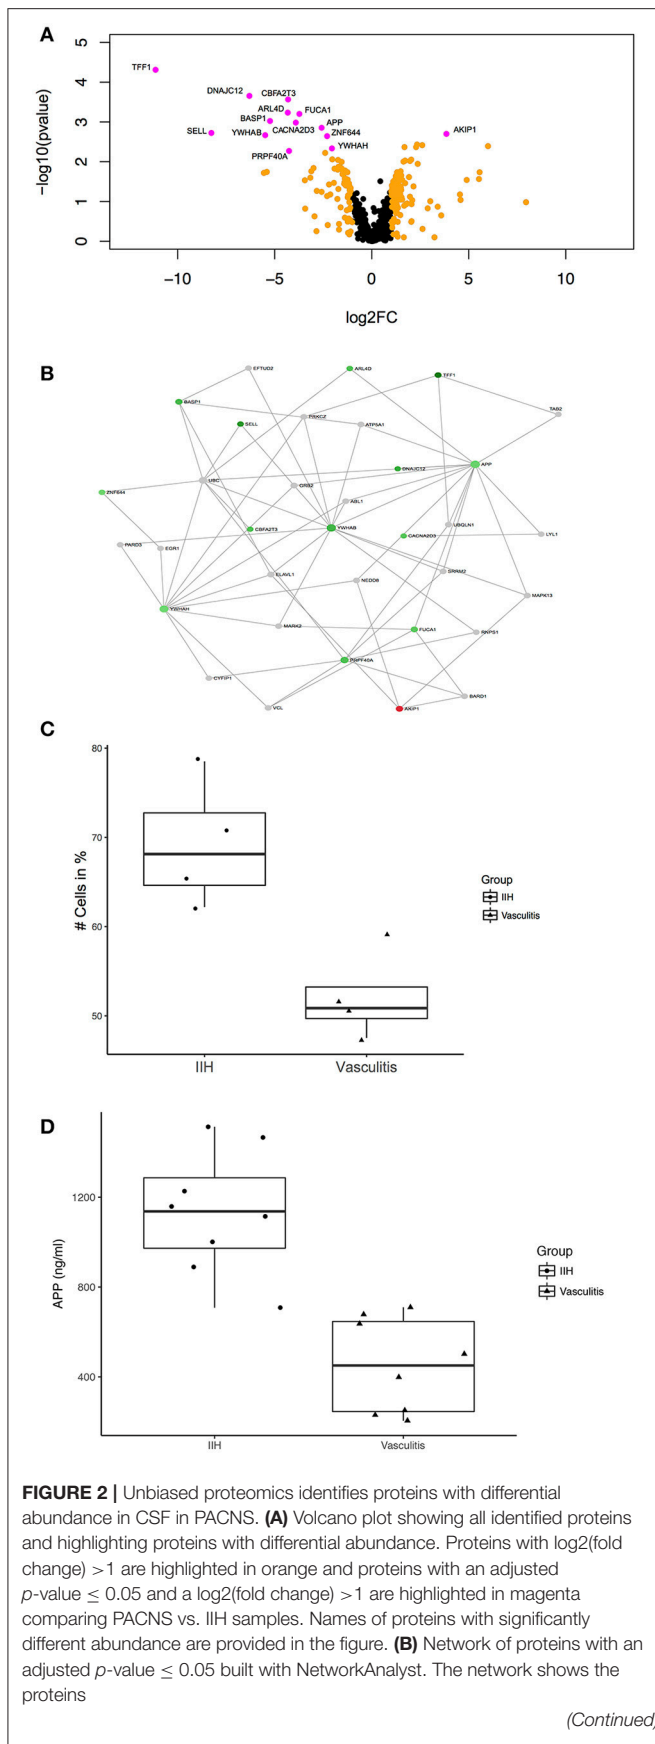 A
−log10(pvalue)
5
4
3
2
1
0
TFF1
DNAJC12
CBFA2T3
ARL4D
FUCA1
BASP1
APP
SELL
YWHAB
CACNA2D3
ZNF644
AKIP1
PRPF40A
YWHAH
−10
−5
0
5
10
log2FC
B
EFTUD2
ARL4D
TFF1
BASP1
PRKCZ
TAB2
SELL
ATP5A1
APP
UBC
DNAJC12
GRB2
ZNF644
ABL1
CBFA2T3
YWHAB
UBQLN1
CACNA2D3
LYL1
PARD3
EGR1
ELAVL1
NEDD8
SRRM2
MAPK13
YWHAH
MARK2
FUCA1
RNPS1
PRPF40A
CYFIP1
BARD1
VCL
AKIP1
C
# Cells in %
80
70
60
50
IIH
Vasculitis
Group
IIH
Vasculitis
D
APP (ng/ml)
1200
800
400
IIH
Vasculitis
Group
IIH
Vasculitis
FIGURE 2 | Unbiased proteomics identifies proteins with differential
abundance in CSF in PACNS. (A) Volcano plot showing all identified proteins
and highlighting proteins with differential abundance. Proteins with log2(fold
change) >1 are highlighted in orange and proteins with an adjusted
p-value ≤ 0.05 and a log2(fold change) >1 are highlighted in magenta
comparing PACNS vs. IIH samples. Names of proteins with significantly
different abundance are provided in the figure. (B) Network of proteins with an
adjusted p-value ≤ 0.05 built with NetworkAnalyst. The network shows the
proteins
(Continued)